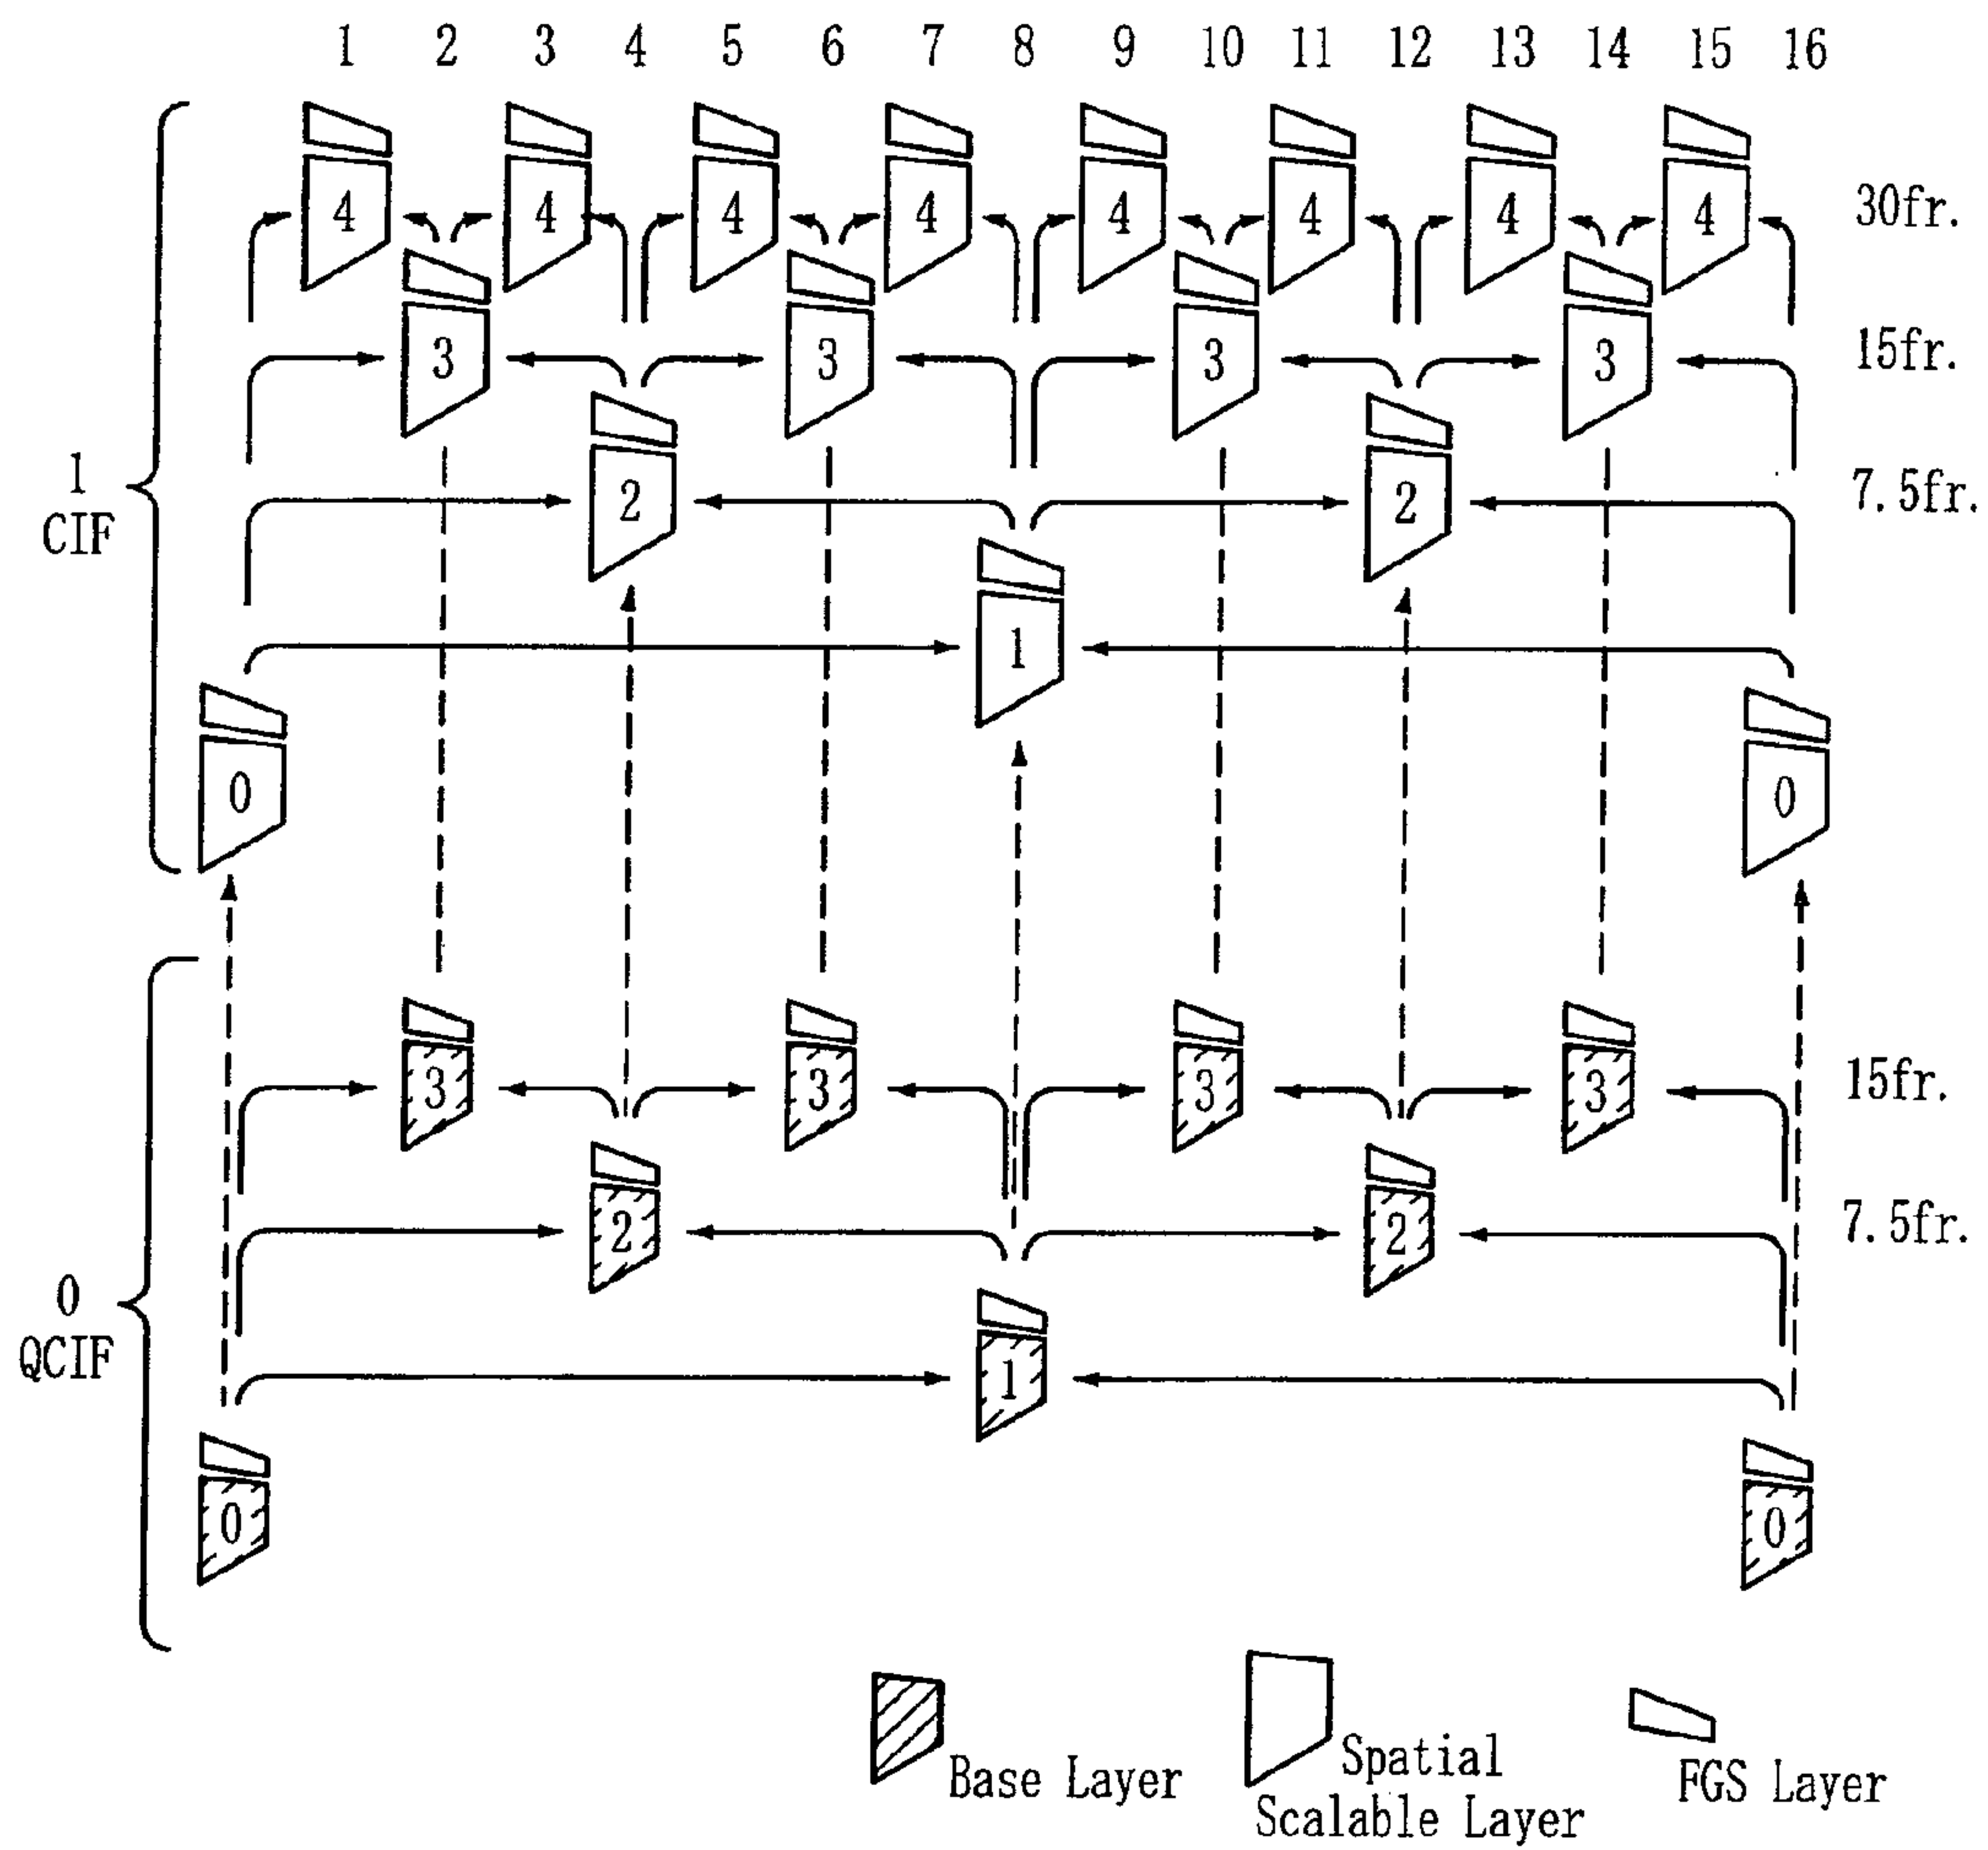 1 2 3 4 5 6 7 8 9 10 11 12 13 14 15 16
4 4 4 4 4 4 4 4 30fr.
3 3 3 3 15fr.
1
CIF
2 2 7.5fr.
1
0 0
3 3 3 3 15fr.
2 2 7.5fr.
0
QCIF
1
0 0
Base Layer
Spatial
Scalable Layer
FGS Layer